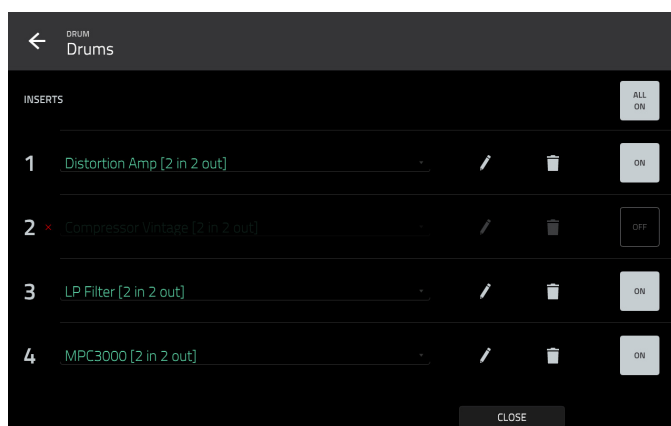 DRUM
Drums
INSERTS
ALL
ON
1 Distortion Amp [2 in 2 out] ON
2 × Compressor Vintage [2 in 2 out] OFF
3 LP Filter [2 in 2 out] ON
4 MPC3000 [2 in 2 out] ON
CLOSE